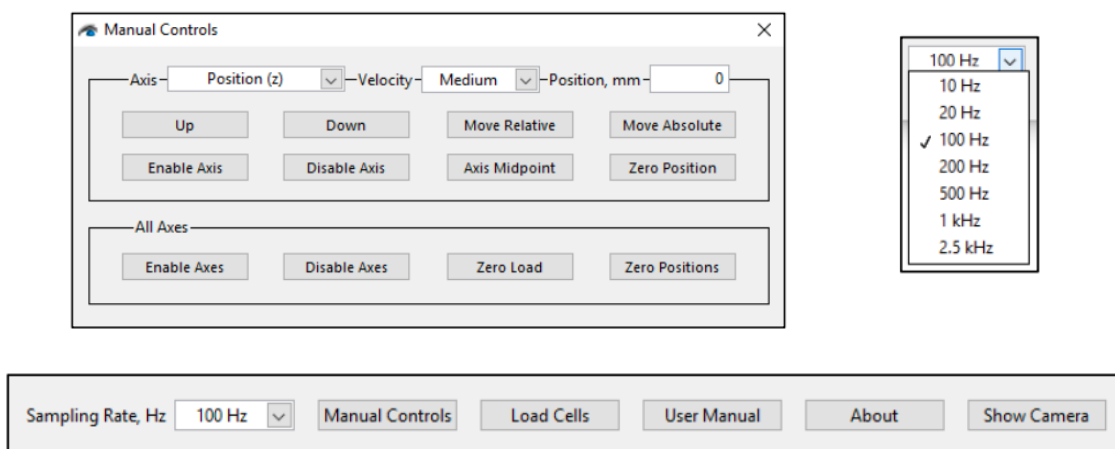 Manual Controls
Axis Position (z) Velocity Medium Position, mm 0
Up Down Move Relative Move Absolute
Enable Axis Disable Axis Axis Midpoint Zero Position
All Axes
Enable Axes Disable Axes Zero Load Zero Positions
100 Hz
10 Hz
20 Hz
✓ 100 Hz
200 Hz
500 Hz
1 kHz
2.5 kHz
Sampling Rate, Hz 100 Hz Manual Controls Load Cells User Manual About Show Camera